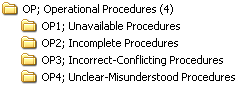 OP; Operational Procedures (4)
OP1; Unavailable Procedures
OP2; Incomplete Procedures
OP3; Incorrect-Conflicting Procedures
OP4; Unclear-Misunderstood Procedures